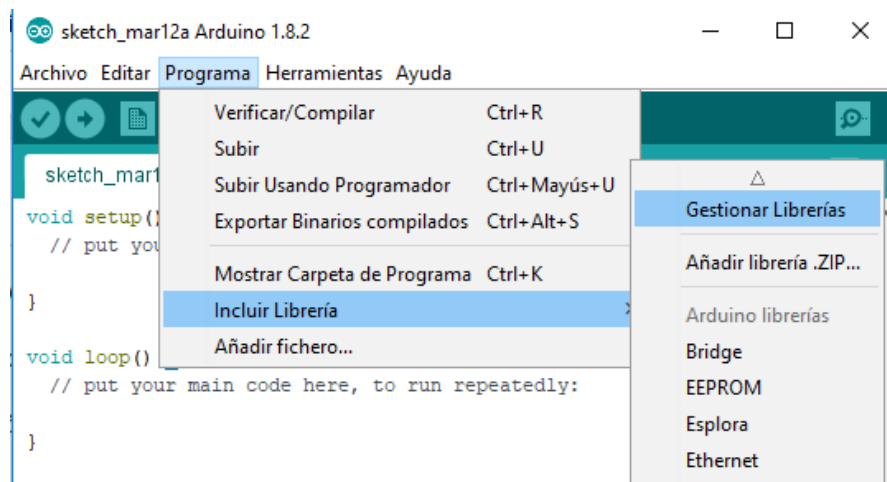 sketch_mar12a Arduino 1.8.2
Archivo Editar Programa Herramientas Ayuda
Verificar/Compilar Ctrl+R
Subir Ctrl+U
Subir Usando Programador Ctrl+Mayús+U
Exportar Binarios compilados Ctrl+Alt+S
Mostrar Carpeta de Programa Ctrl+K
Incluir Librería
Añadir fichero...
Gestionar Librerías
Añadir librería .ZIP...
Arduino librerías
Bridge
EEPROM
Esplora
Ethernet
sketch_mar1
void setup()
// put you
}
void loop()
// put your main code here, to run repeatedly:
}